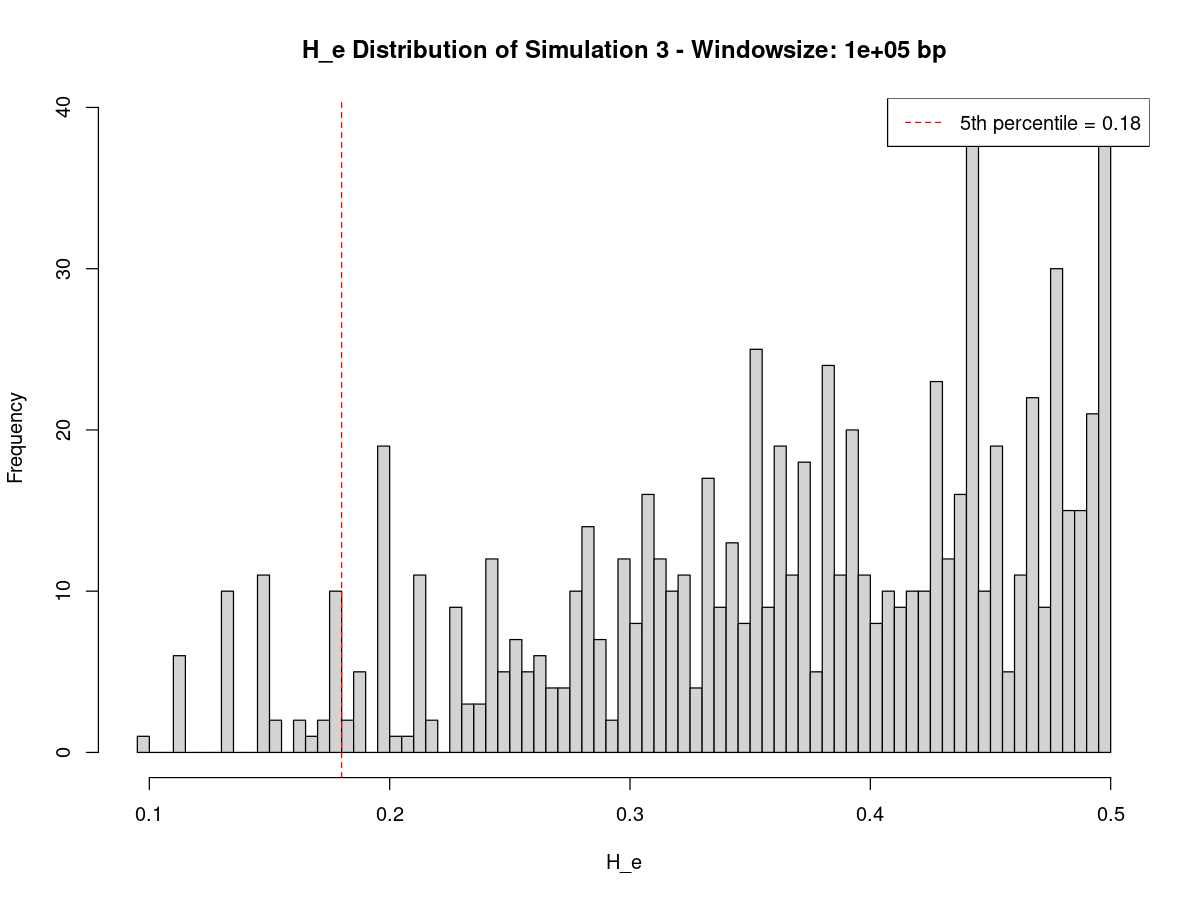 H_e Distribution of Simulation 3 - Windowsize: 1e+05 bp
5th percentile = 0.18
Frequency
40
30
20
10
0
0.1 0.2 0.3 0.4 0.5
H_e